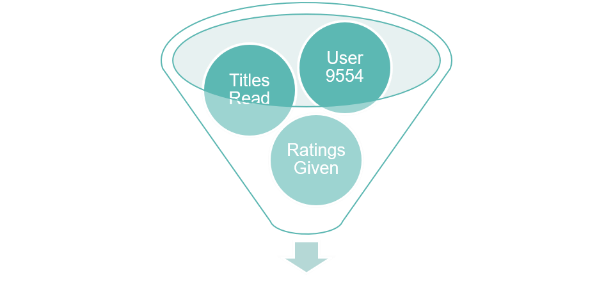 User
9554
Titles
Read
Ratings
Given